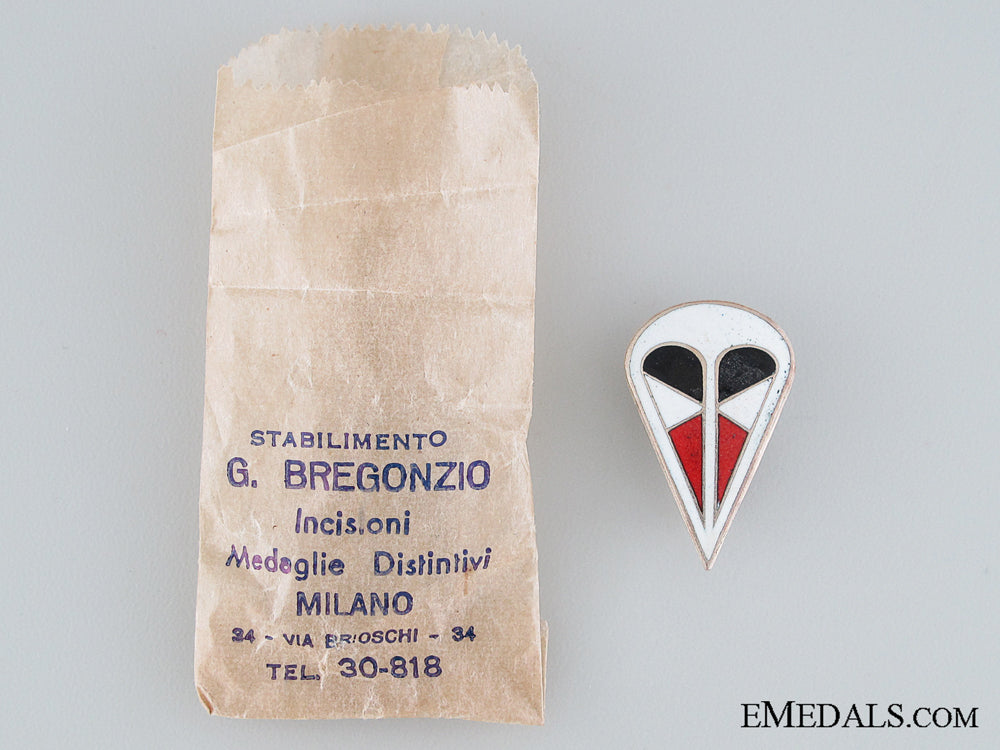 STABILIMENTO
G. BREGONZIO
Incisioni
Medaglie Distintivi
MILANO
34 - VIA BRIOSCHI - 34
TEL. 30-818
EMEDALS.COM